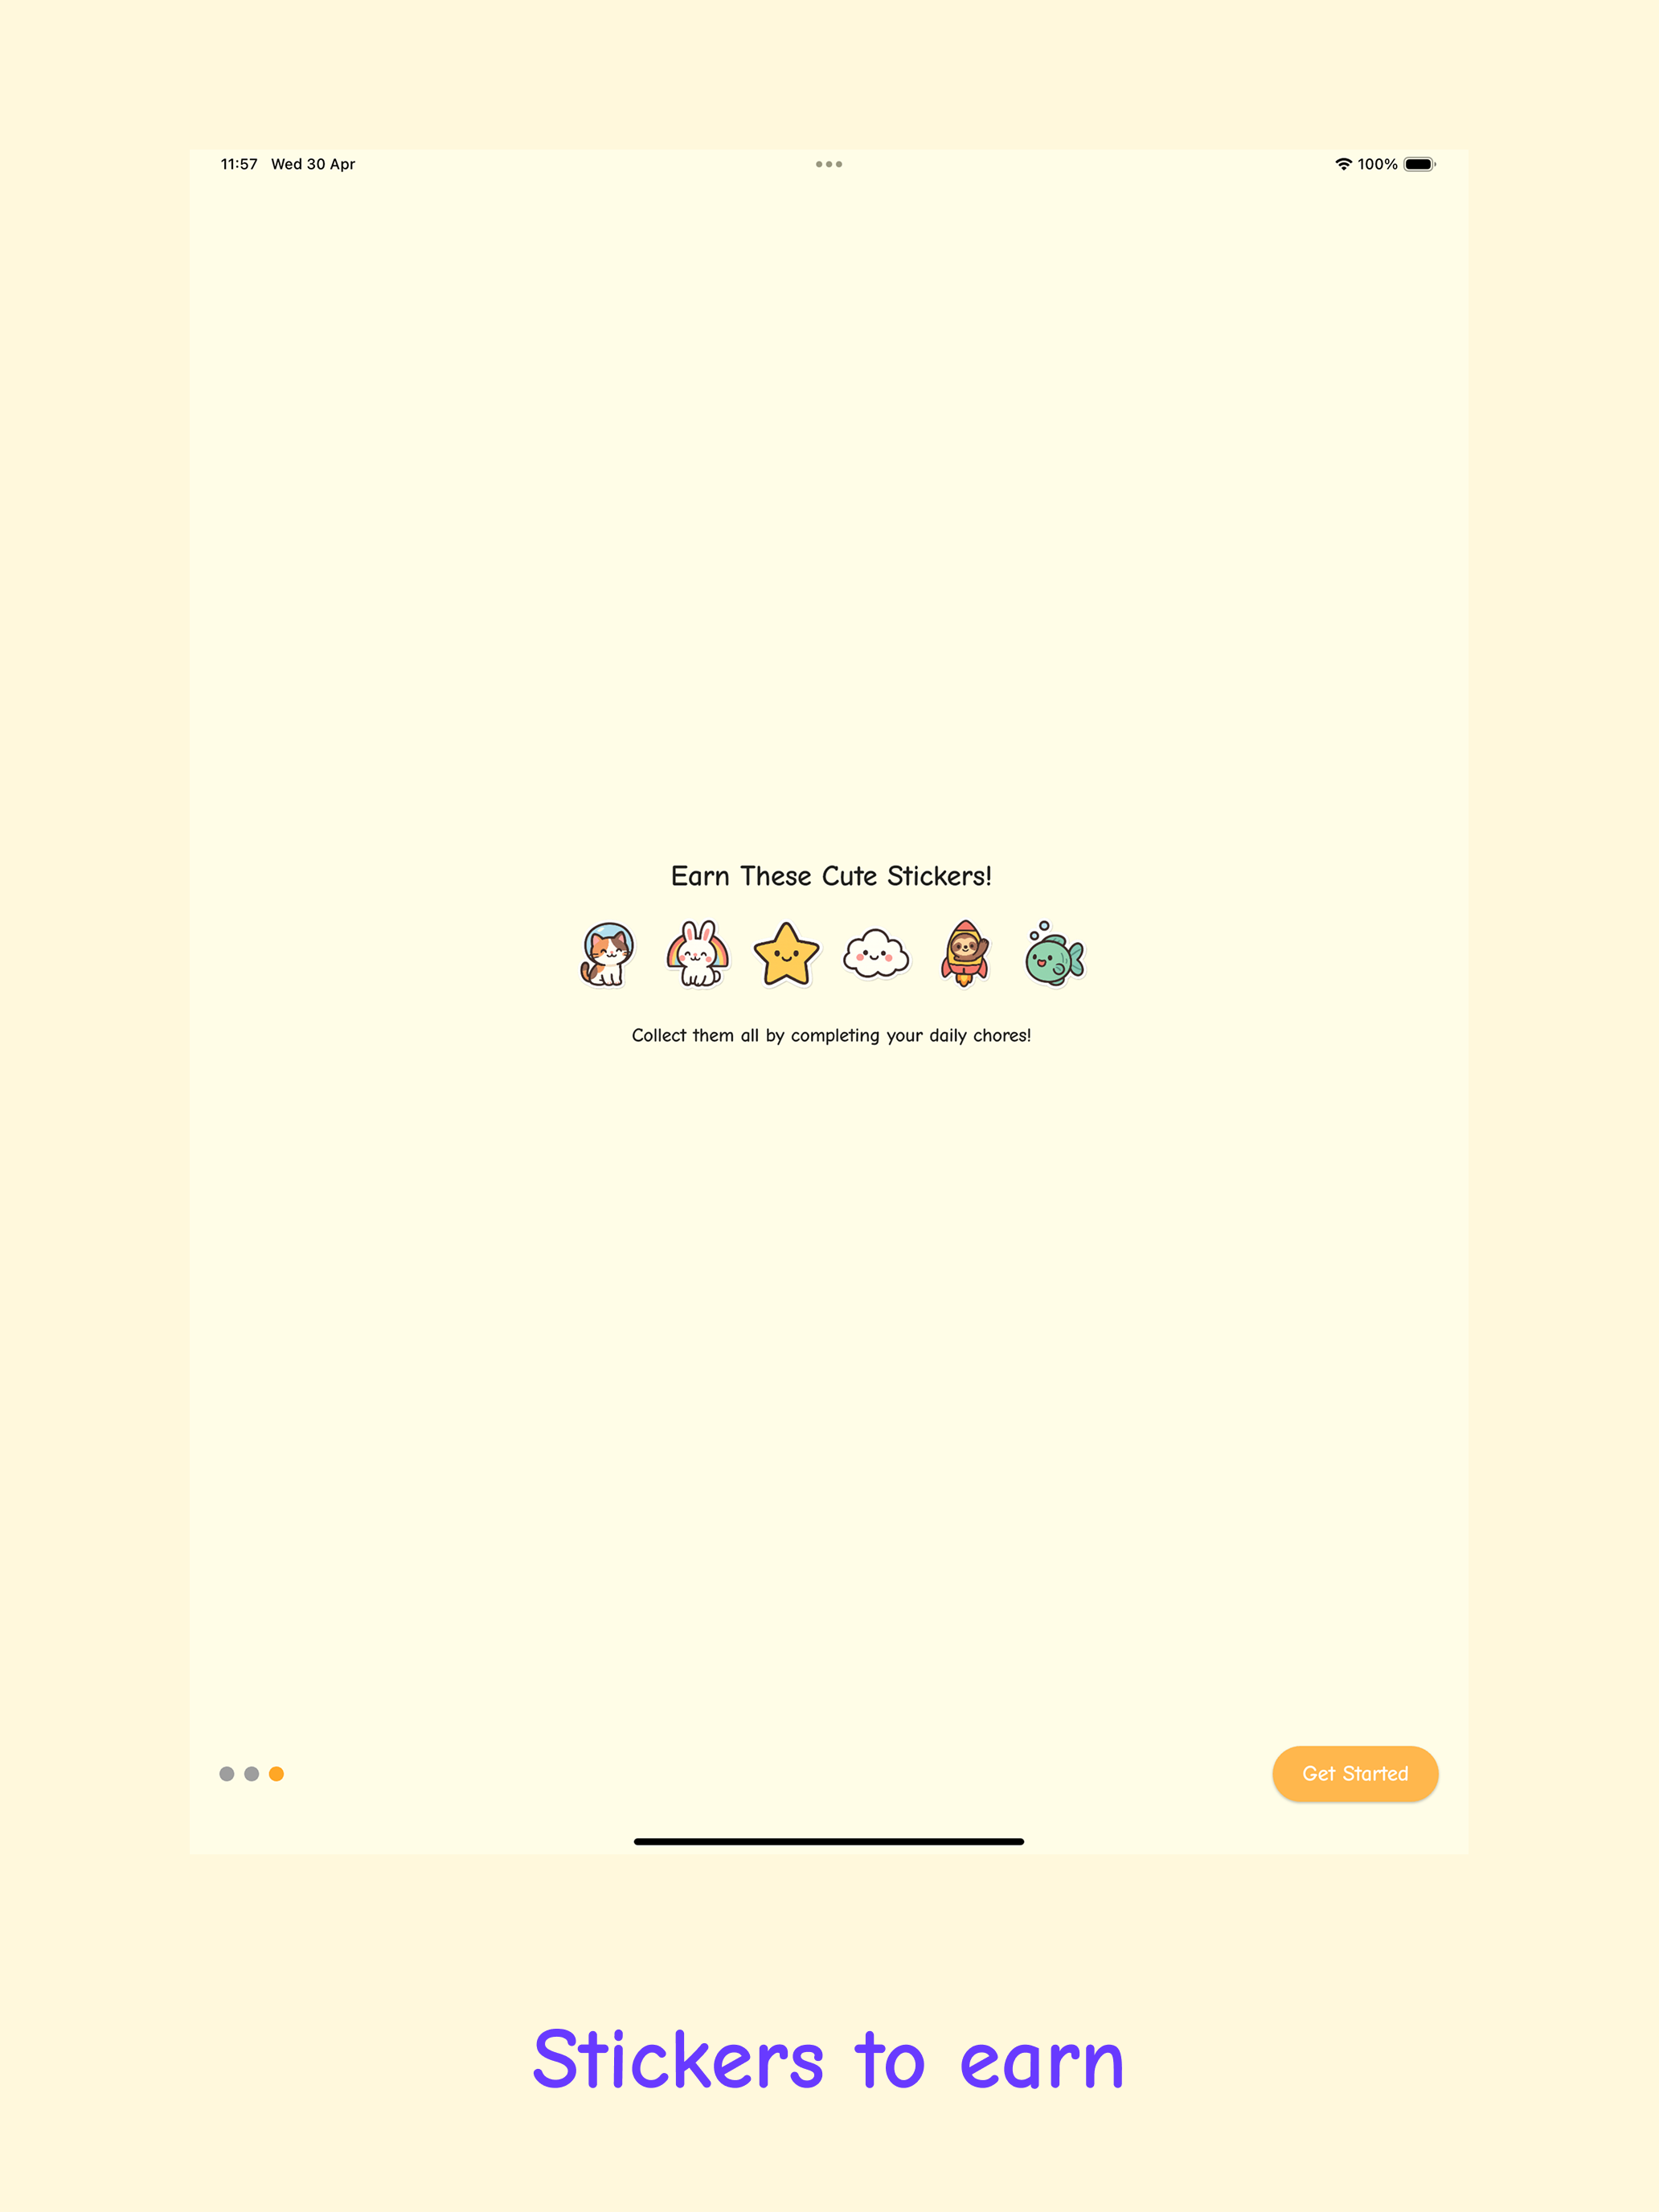 11:57 Wed 30 Apr
100%
Earn These Cute Stickers!
Collect them all by completing your daily chores!
Get Started
Stickers to earn